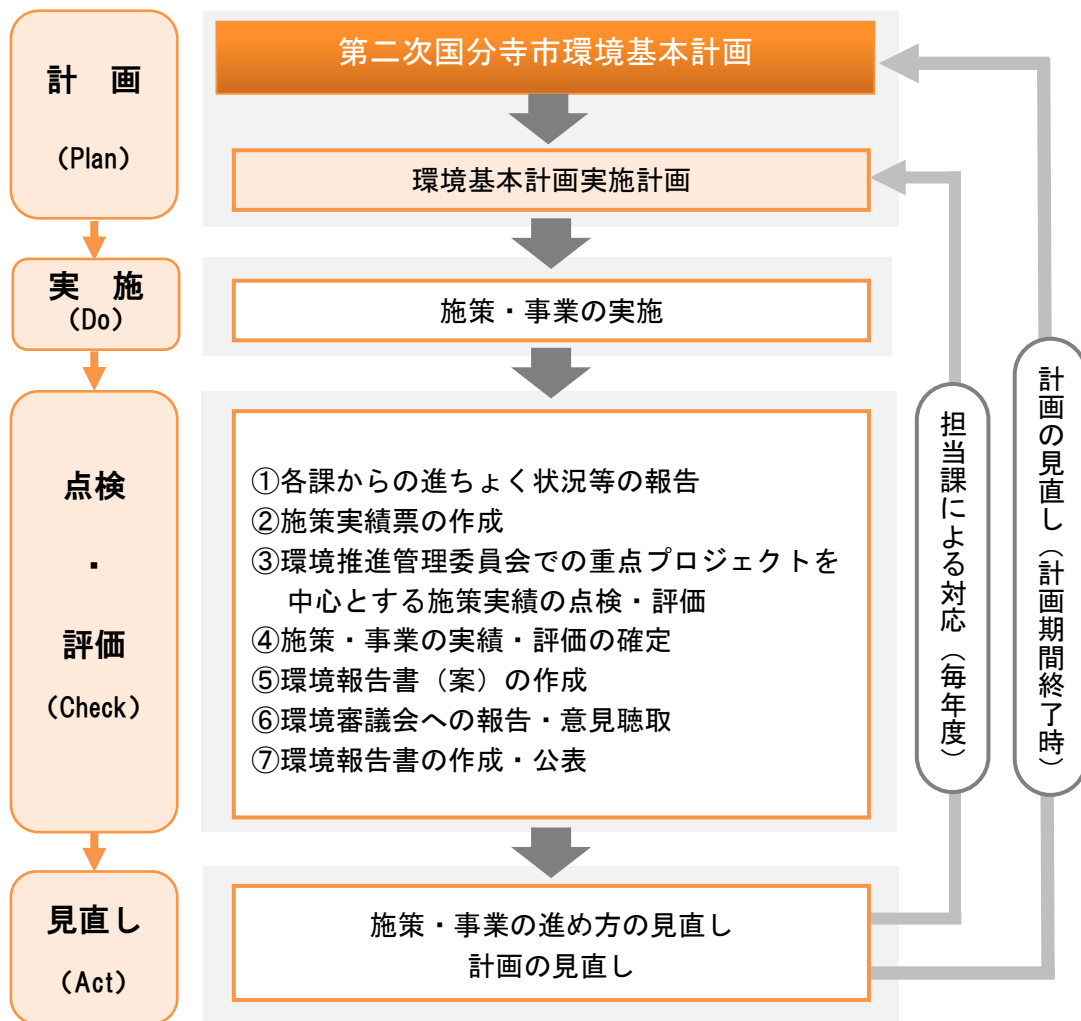 計　画
（Plan）
第二次国分寺市環境基本計画
環境基本計画実施計画
実　施
（Do）
施策・事業の実施
点検
・
評価
（Check）
①各課からの進ちょく状況等の報告
②施策実績票の作成
③環境推進管理委員会での重点プロジェクトを
中心とする施策実績の点検・評価
④施策・事業の実績・評価の確定
⑤環境報告書（案）の作成
⑥環境審議会への報告・意見聴取
⑦環境報告書の作成・公表
見直し
（Act）
施策・事業の進め方の見直し
計画の見直し
担当課による対応（毎年度）
計画の見直し（計画期間終了時）